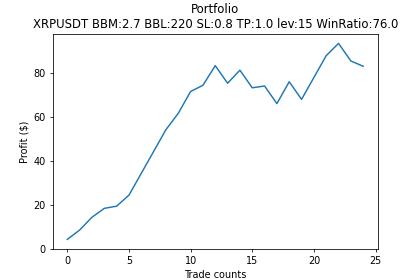 Portfolio
XRPUSDT BBM:2.7 BBL:220 SL:0.8 TP:1.0 lev:15 WinRatio:76.0
80
60
40
20
0
Profit ($)
0 5 10 15 20 25
Trade counts